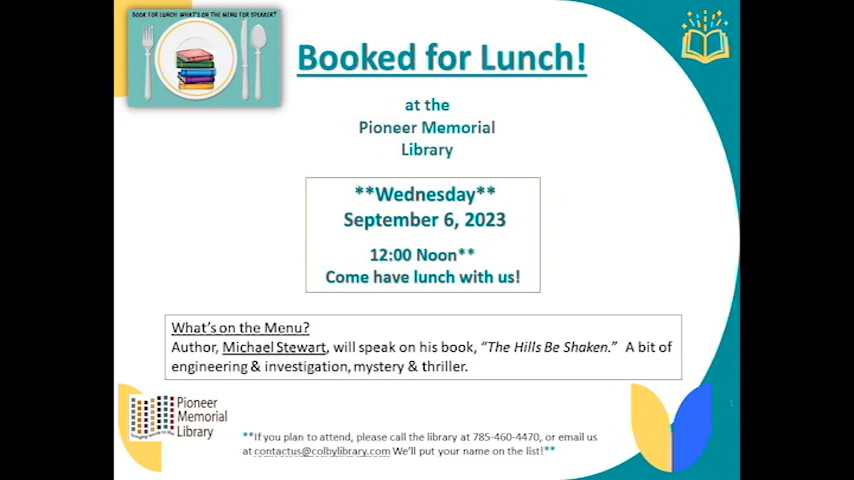 BOOK FOR LUNCH: WHAT'S ON THE MENU FOR SPEAKER?
Booked for Lunch!
at the
Pioneer Memorial
Library
**Wednesday**
September 6, 2023
12:00 Noon**
Come have lunch with us!
What's on the Menu?
Author, Michael Stewart, will speak on his book, "The Hills Be Shaken." A bit of
engineering & investigation, mystery & thriller.
Pioneer
Memorial
Library
**If you plan to attend, please call the library at 785-460-4470, or email us
at contactus@colbylibrary.com We'll put your name on the list!**